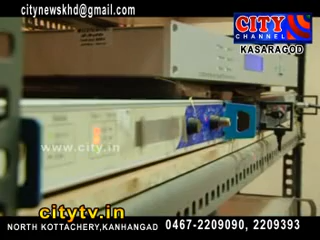 citynewskhd@gmail.com
CITY
CHANNEL
KASARAGOD
www.city.in
citytv.in
NORTH KOTTACHERY,KANHANGAD 0467-2209090, 2209393